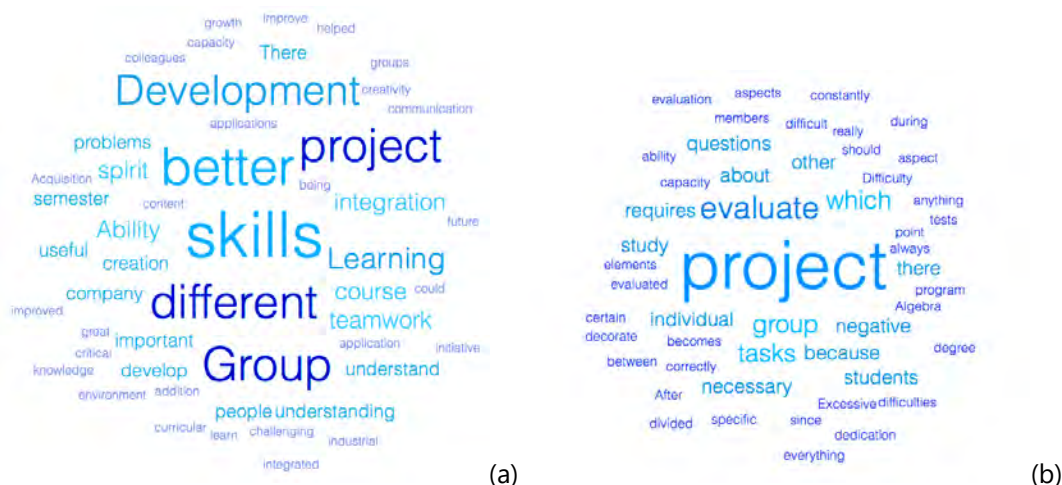 growth improve helped
capacity
colleagues There groups
Development creativity
communication
applications
problems better project
spirit
Acquisition being
semester content integration
future
Ability skills
useful creation Learning
company different course could
improved teamwork
great important application initiative
critical
knowledge develop Group understand
environment addition
people understanding
curricular learn challenging industrial
integrated
(a)
evaluation aspects constantly
members difficult really during
questions should
ability other aspect
capacity about Difficulty
requires evaluate which anything
tests
point
study project always
elements there
evaluated program
Algebra
certain individual group negative
decorate becomes degree
between correctly tasks because
After necessary students
Excessive difficulties
divided specific since
dedication
everything
(b)